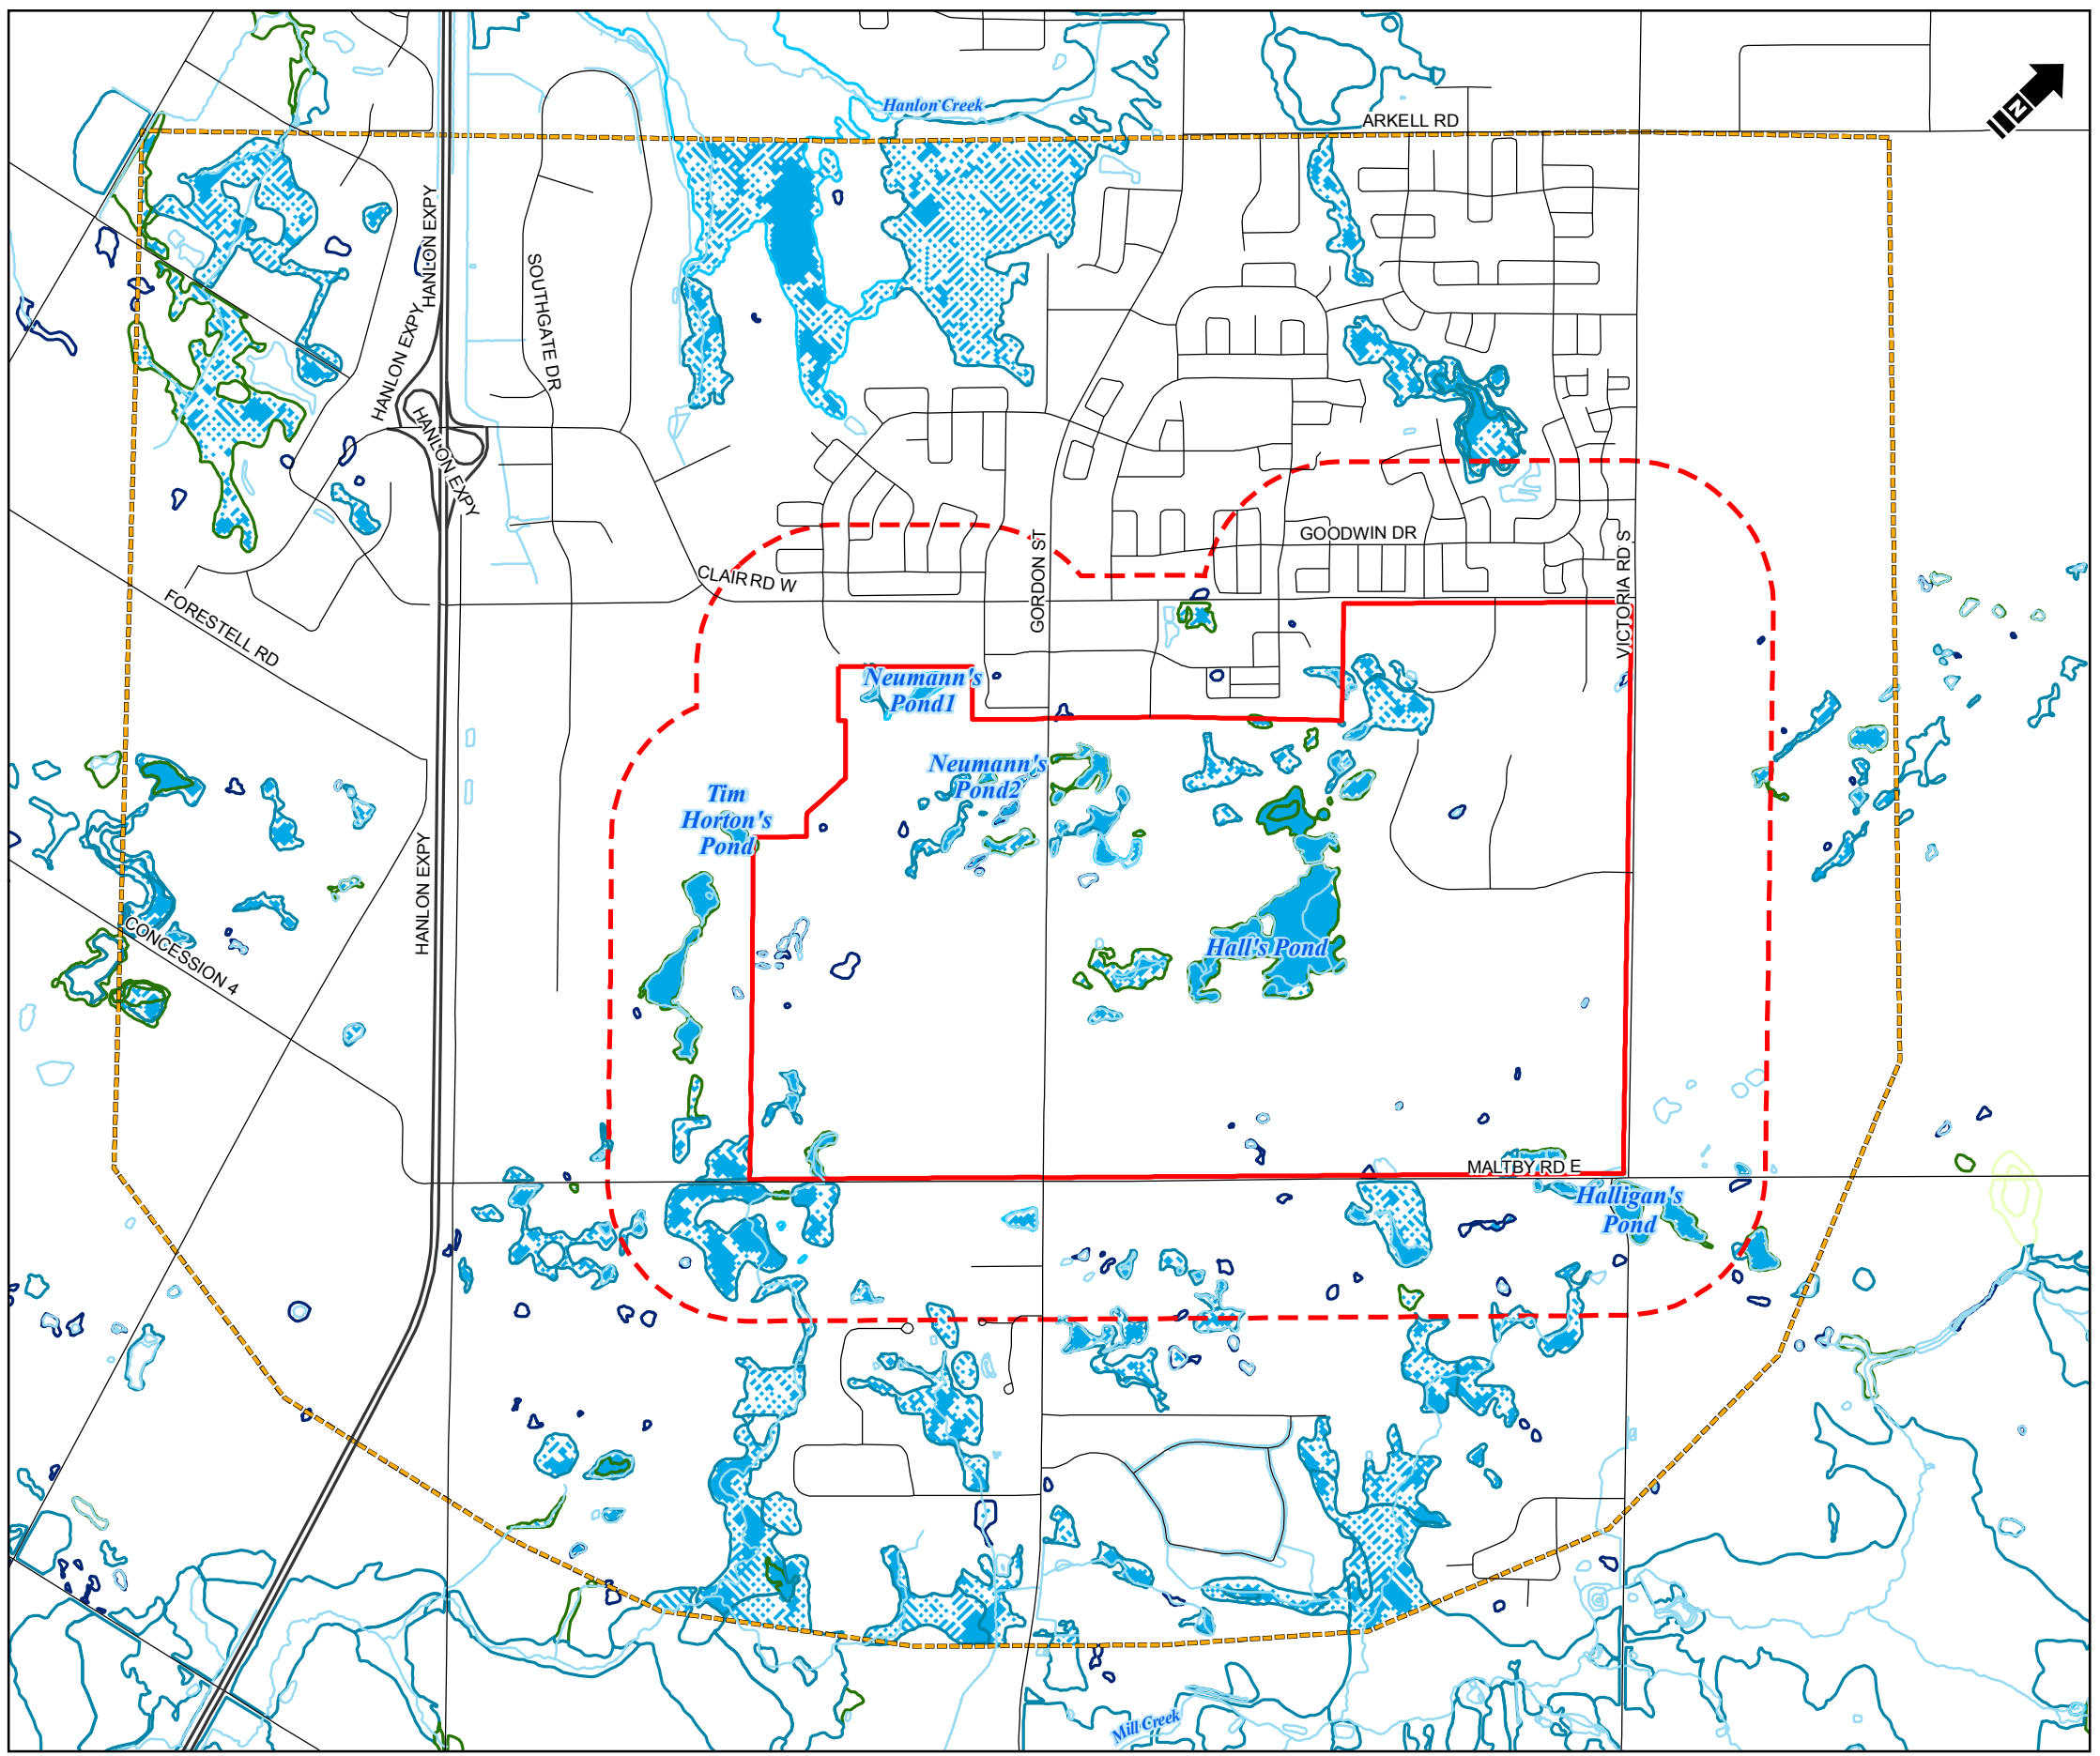 Hanlon Creek
ARKELL RD
N
HANLON EXPY
SOUTHGATE DR
HANLON EXPY
HANLON EXPY
GOODWIN DR
GORDON ST
VICTORIA RD S
CLAIR RD W
FORESTELL RD
Neumann's
Pond1
Neumann's
Pond2
Tim
Horton's
Pond
HANLON EXPY
Hall's Pond
CONCESSION 4
MALTBY RD E
Halligan's
Pond
Mill Creek